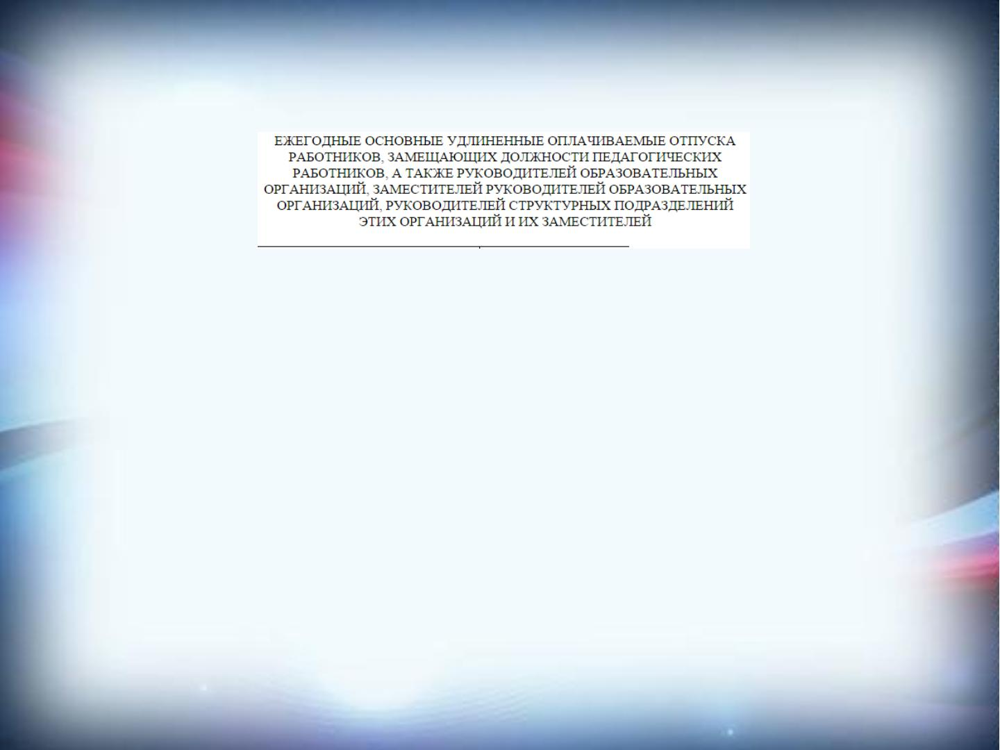 ЕЖЕГОДНЫЕ ОСНОВНЫЕ УДЛИНЕННЫЕ ОПЛАЧИВАЕМЫЕ ОТПУСКА
РАБОТНИКОВ, ЗАМЕЩАЮЩИХ ДОЛЖНОСТИ ПЕДАГОГИЧЕСКИХ
РАБОТНИКОВ, А ТАКЖЕ РУКОВОДИТЕЛЕЙ ОБРАЗОВАТЕЛЬНЫХ
ОРГАНИЗАЦИЙ, ЗАМЕСТИТЕЛЕЙ РУКОВОДИТЕЛЕЙ ОБРАЗОВАТЕЛЬНЫХ
ОРГАНИЗАЦИЙ, РУКОВОДИТЕЛЕЙ СТРУКТУРНЫХ ПОДРАЗДЕЛЕНИЙ
ЭТИХ ОРГАНИЗАЦИЙ И ИХ ЗАМЕСТИТЕЛЕЙ